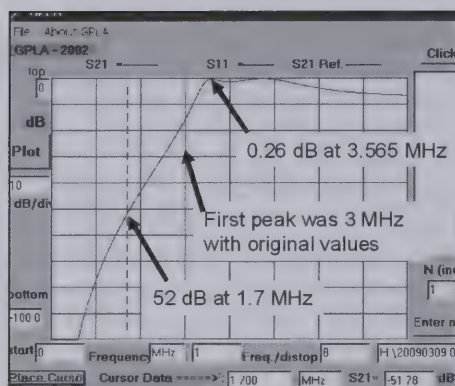 File About GPLA
GPLA - 2002
Click
S21 S11 S21 Ref.
top
0
dB
Plot
10
dB/div
0.26 dB at 3.565 MHz
First peak was 3 MHz
with original values
52 dB at 1.7 MHz
N (in
1
bottom
-100 0
Enter
start 0 Frequency MHz 1 Freq./distop 8 H \20090309
Place Cursor Cursor Data =====> 1.700 MHz S21= -51.78 dB